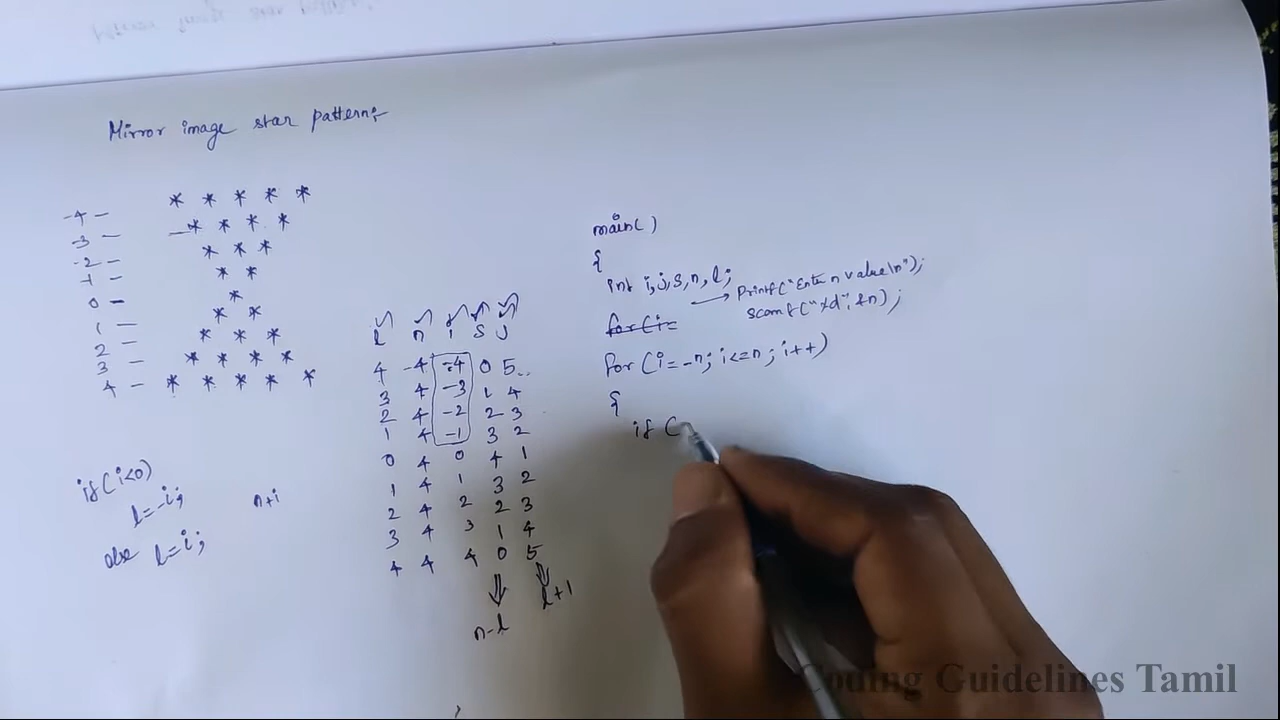 Mirror image star pattern:
-4 - * * * * *
-3 - - * * * *
-2 - * * *
-1 - * *
0 - *
1 - * *
2 - * * *
3 - * * * *
4 - * * * * *
if (i<0)
l=-i;
else l=i;
n+i
l n i s j
4 -4 -4 0 5..
3 4 -3 1 4
2 4 -2 2 3
1 4 -1 3 2
0 4 0 4 1
1 4 1 3 2
2 4 2 2 3
3 4 3 1 4
4 4 4 0 5
n-l
l+1
main()
{
int i,j,s,n,l;
printf("Enter n value\n");
scanf("%d",&n);
for(i=
for(i=-n; i<=n; i++)
{
if (
Coding Guidelines Tamil